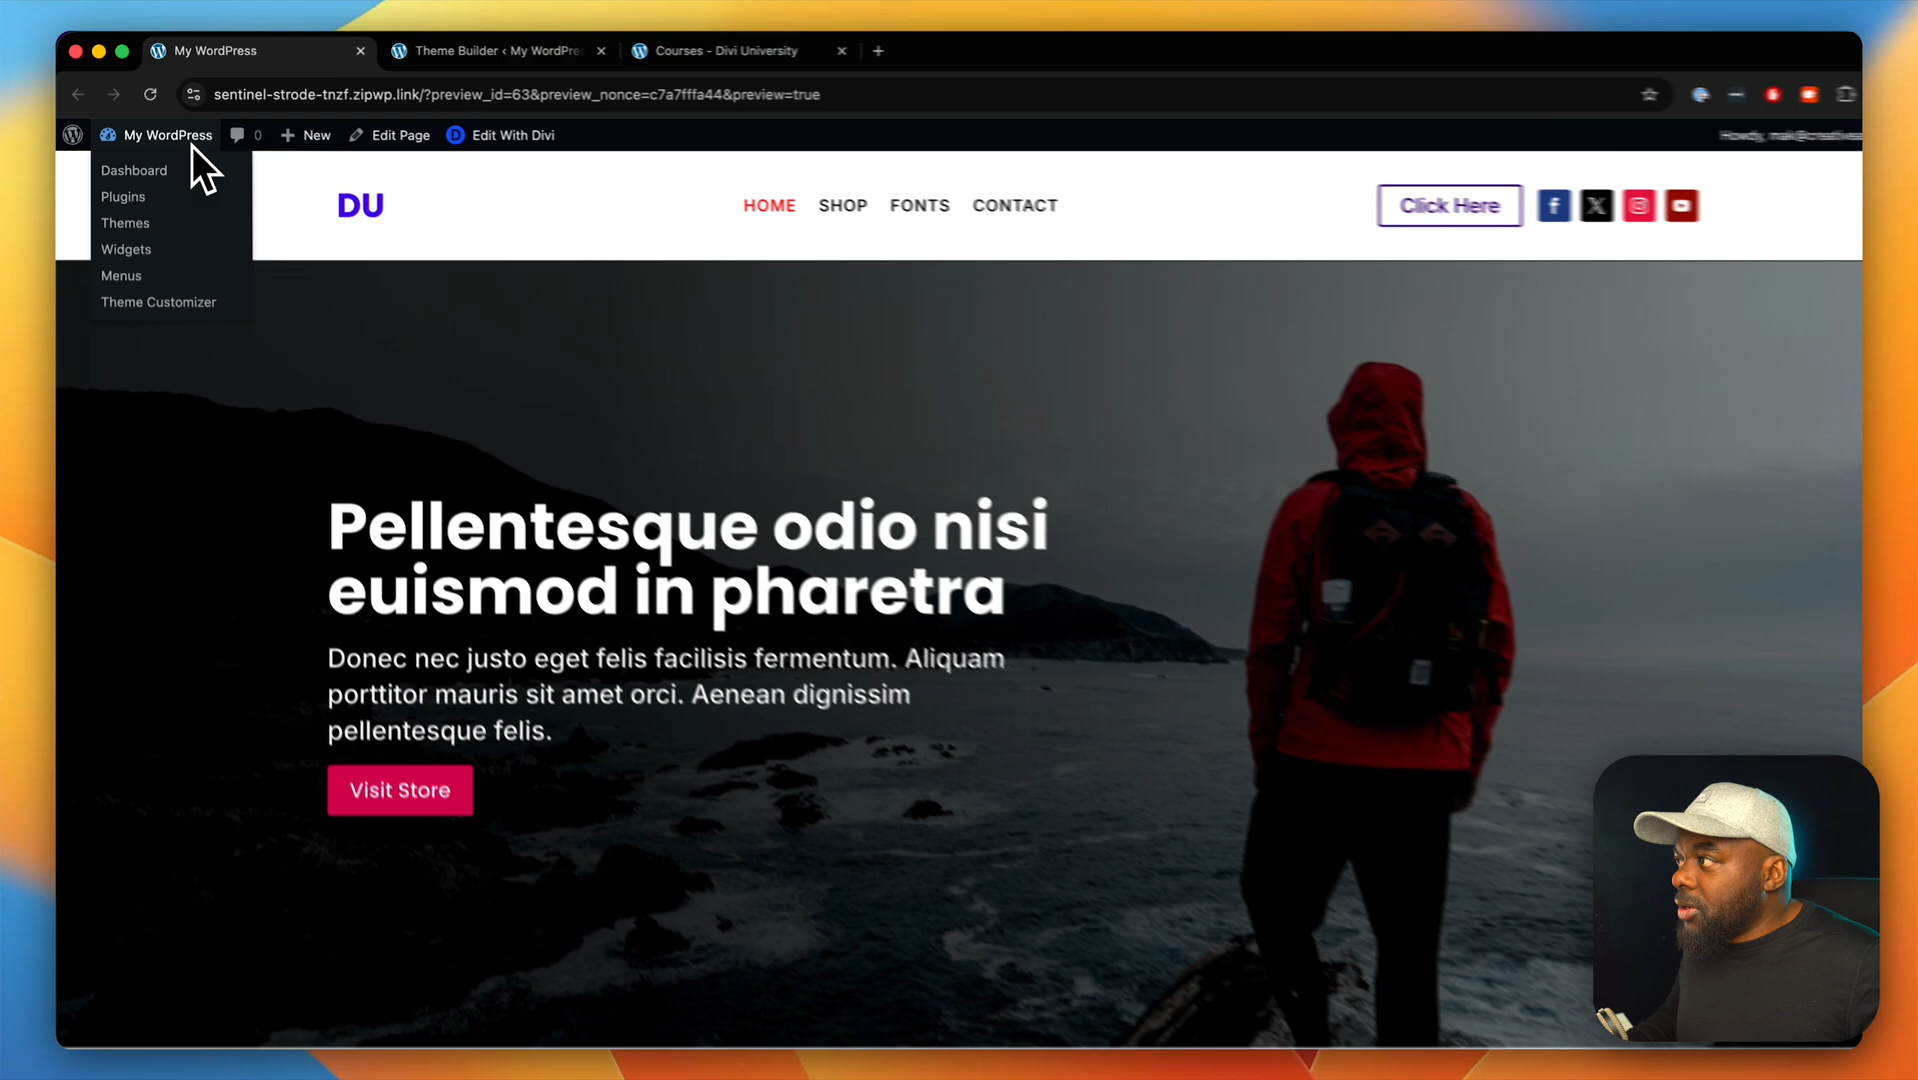 My WordPress
Theme Builder ‹ My WordPre
Courses - Divi University
sentinel-strode-tnzf.zipwp.link/?preview_id=63&preview_nonce=c7a7fffa44&preview=true
My WordPress 0 New Edit Page D Edit With Divi
Howdy,
Dashboard
Plugins
Themes
Widgets
Menus
Theme Customizer
DU
HOME SHOP FONTS CONTACT
Click Here
Pellentesque odio nisi
euismod in pharetra
Donec nec justo eget felis facilisis fermentum. Aliquam
porttitor mauris sit amet orci. Aenean dignissim
pellentesque felis.
Visit Store